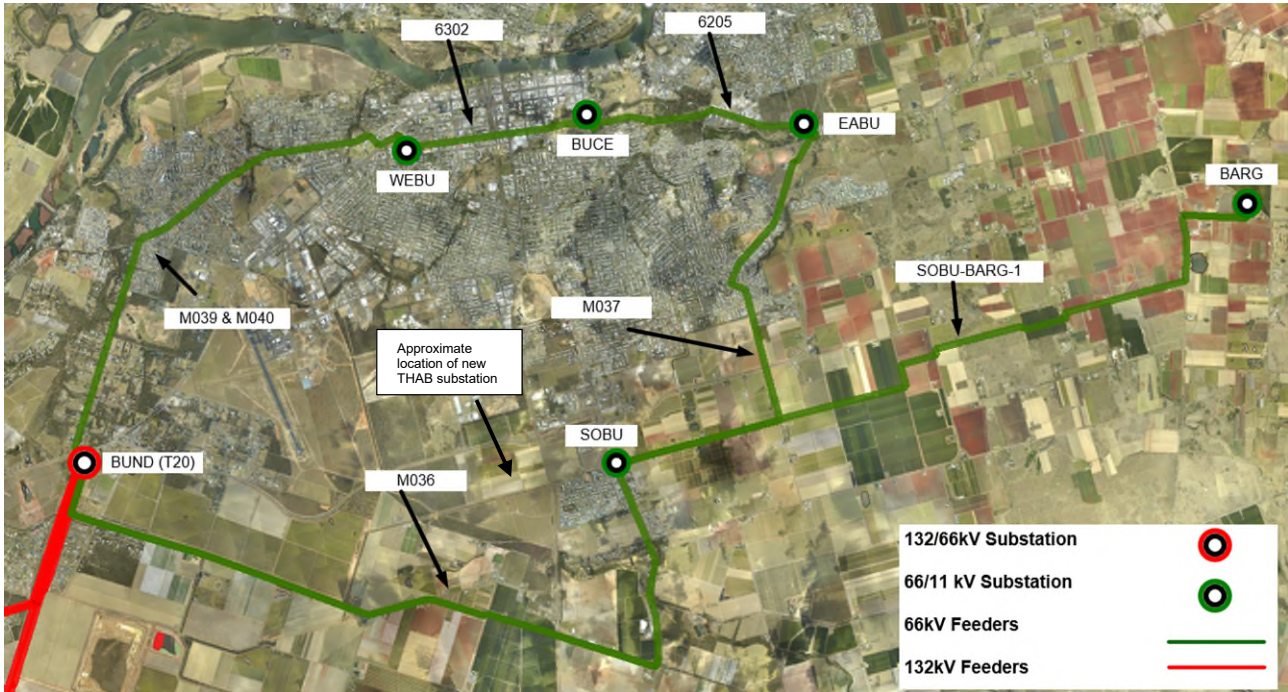 6302
6205
BUCE
EABU
WEBU
BARG
SOBU-BARG-1
M037
M039 & M040
Approximate
location of new
THAB substation
SOBU
BUND (T20)
M036
132/66kV Substation
66/11 kV Substation
66kV Feeders
132kV Feeders